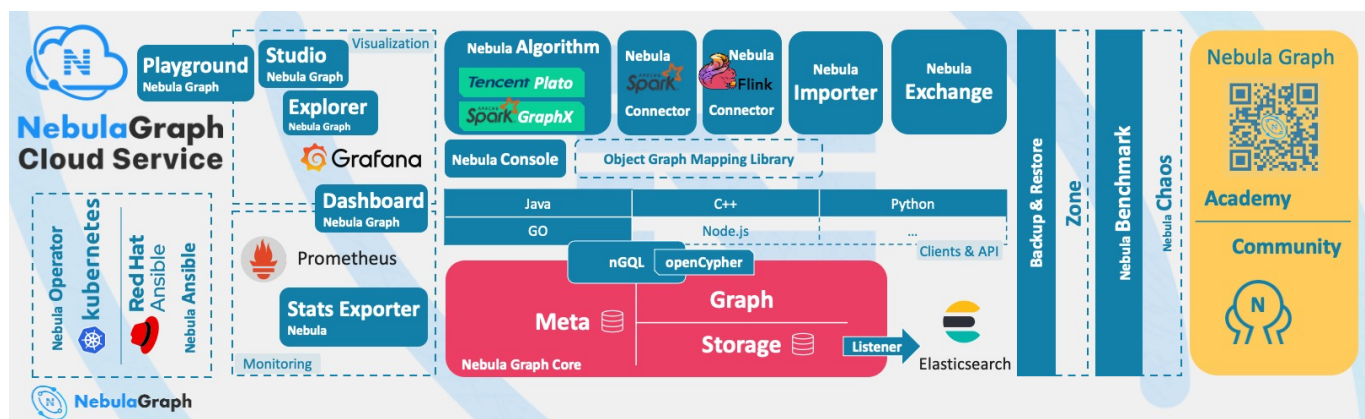 NebulaGraph
Cloud Service
Playground
Nebula Graph
Visualization
Studio
Nebula Graph
Explorer
Nebula Graph
Grafana
Dashboard
Nebula Graph
Prometheus
Stats Exporter
Nebula
Monitoring
Nebula Operator
kubernetes
Red Hat
Ansible
Nebula Ansible
NebulaGraph
Nebula Algorithm
Tencent Plato
APACHE
Spark GraphX
Nebula
APACHE
Spark
Connector
Nebula
Flink
Connector
Nebula
Importer
Nebula
Exchange
Nebula Console
Object Graph Mapping Library
Java
C++
Python
GO
Node.js
...
Clients & API
nGQL
openCypher
Meta
Graph
Storage
Nebula Graph Core
Listener
Elasticsearch
Backup & Restore
Zone
Nebula Benchmark
Nebula Chaos
Nebula Graph
Academy
Community
N